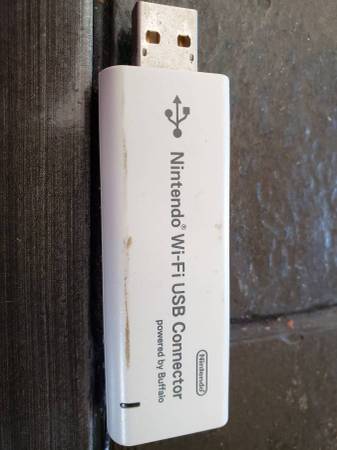 Nintendo® Wi-Fi USB Connector
powered by Buffalo
Nintendo